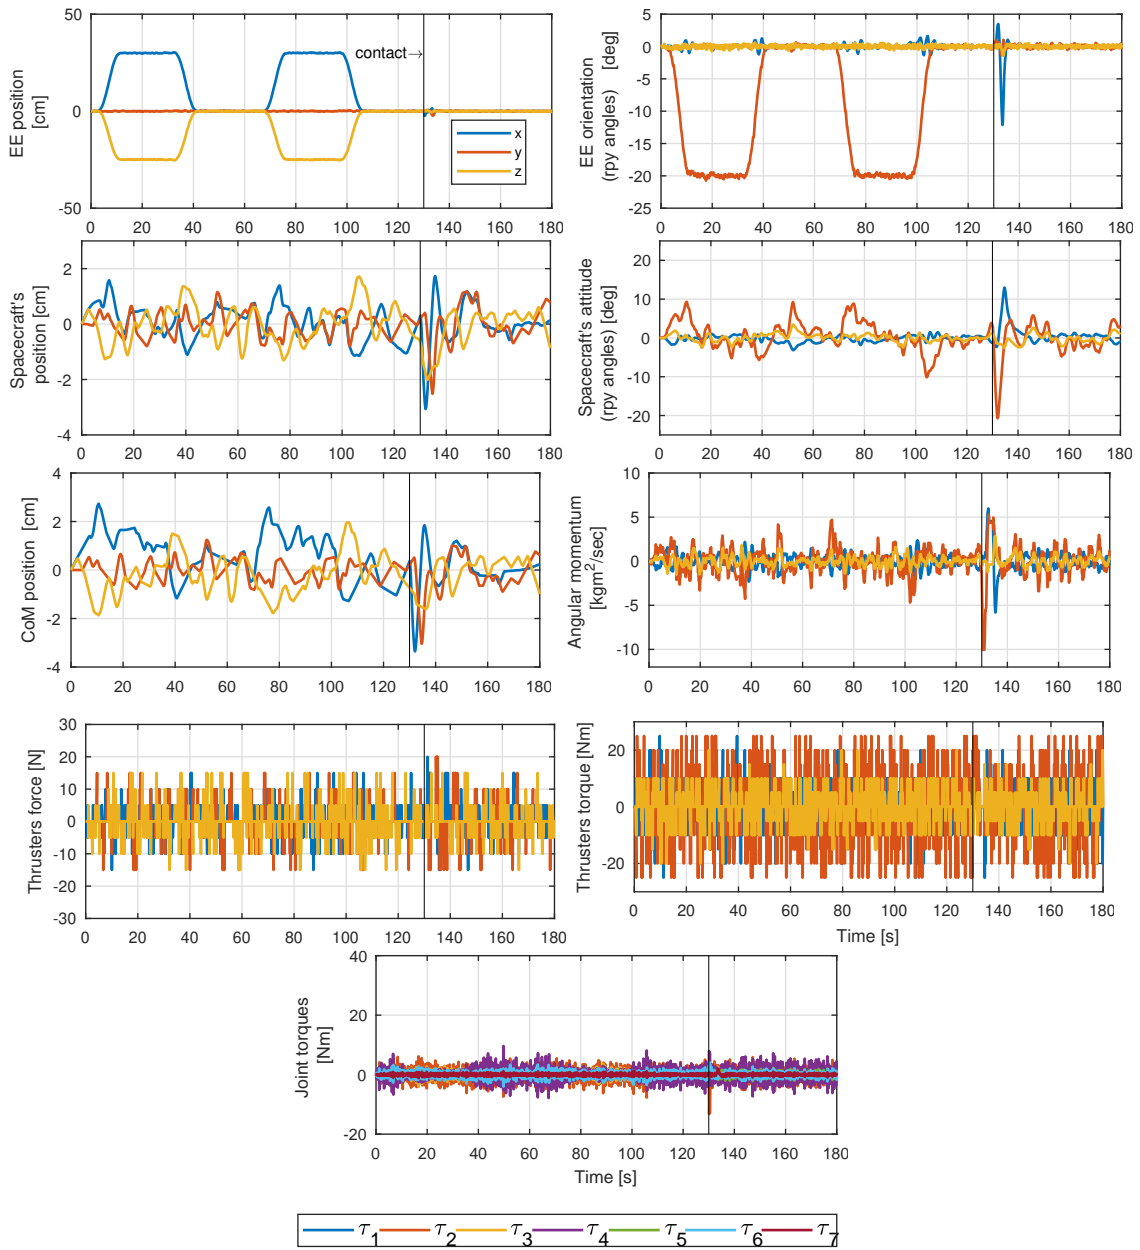 EE position
[cm]
50
0
-50
contact→
x
y
z
0 20 40 60 80 100 120 140 160 180
EE orientation
(rpy angles) [deg]
5
0
-5
-10
-15
-20
-25
0 20 40 60 80 100 120 140 160 180
Spacecraft's
position [cm]
2
0
-2
-4
0 20 40 60 80 100 120 140 160 180
Spacecraft's attitude
(rpy angles) [deg]
20
10
0
-10
-20
0 20 40 60 80 100 120 140 160 180
CoM position [cm]
4
2
0
-2
-4
0 20 40 60 80 100 120 140 160 180
Angular momentum
[kgm²/sec]
10
5
0
-5
-10
0 20 40 60 80 100 120 140 160 180
Thrusters force [N]
30
20
10
0
-10
-20
-30
0 20 40 60 80 100 120 140 160 180
Thrusters torque [Nm]
20
0
-20
0 20 40 60 80 100 120 140 160 180
Time [s]
Joint torques
[Nm]
40
20
0
-20
0 20 40 60 80 100 120 140 160 180
Time [s]
τ1 τ2 τ3 τ4 τ5 τ6 τ7